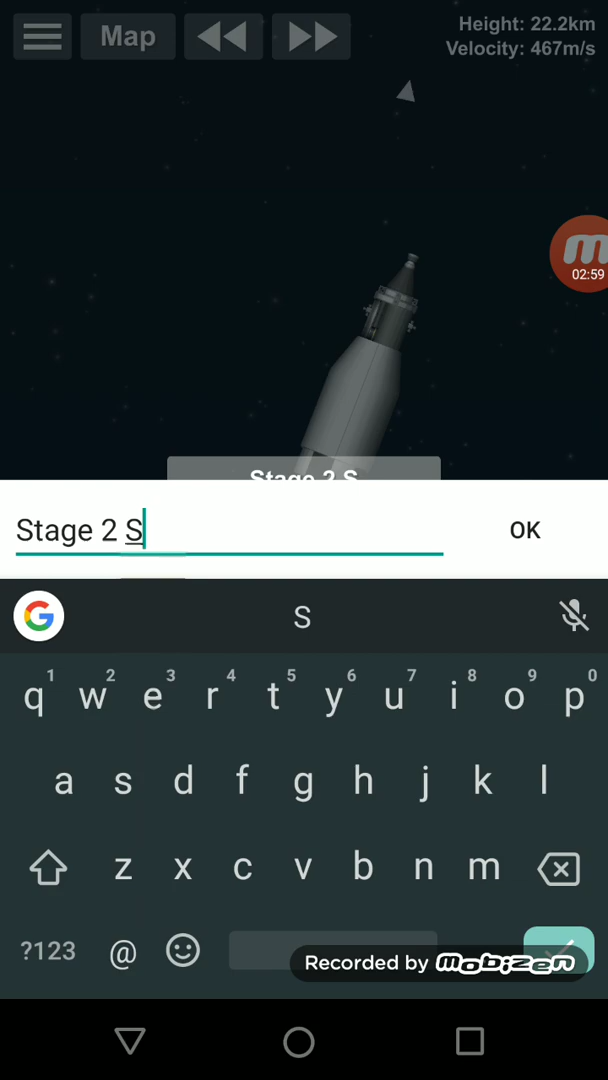 Map
Height: 22.2km
Velocity: 467m/s
02:59
Stage 2 S
Stage 2 S
OK
S
1 2 3 4 5 6 7 8 9 0
q w e r t y u i o p
a s d f g h j k l
z x c v b n m
?123 @
Recorded by mobizen